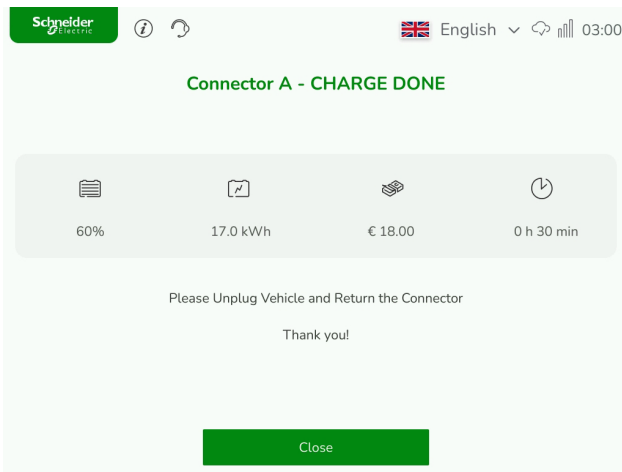 Schneider
Electric
i
English
03:00
Connector A - CHARGE DONE
60%
17.0 kWh
€ 18.00
0 h 30 min
Please Unplug Vehicle and Return the Connector
Thank you!
Close